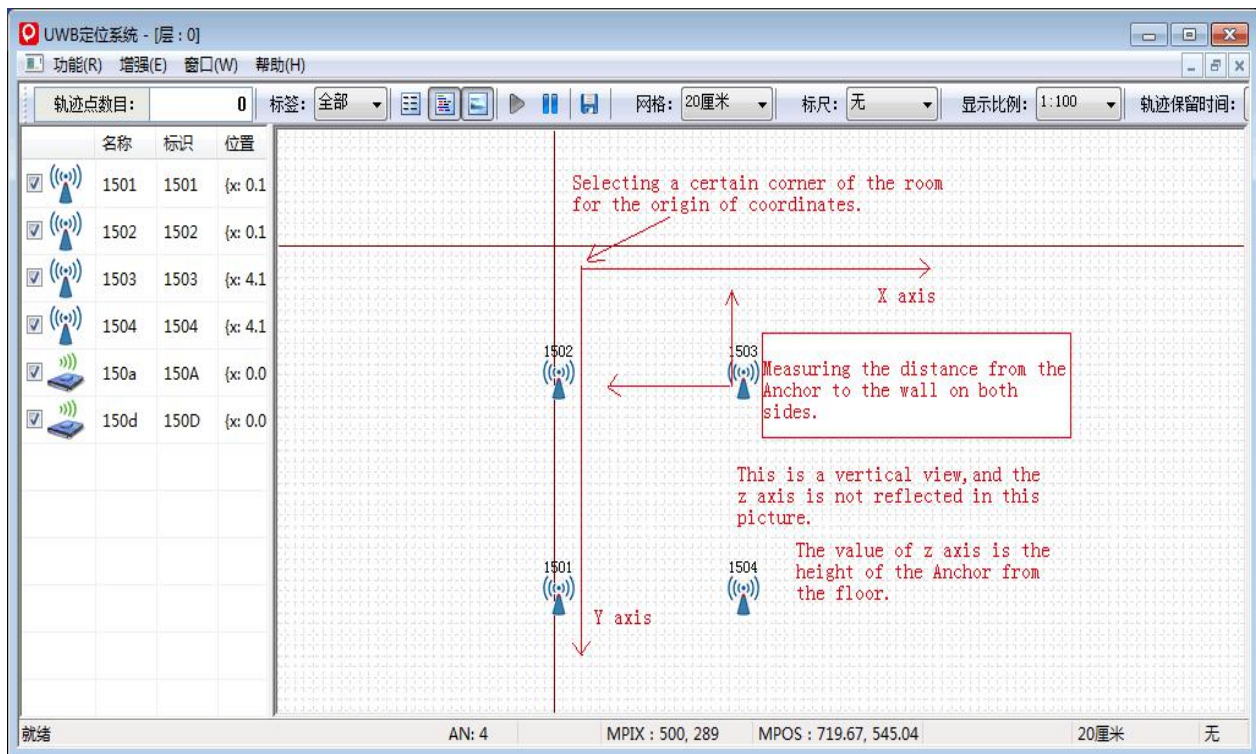 UWB定位系统 - [层 : 0]
功能(R) 增强(E) 窗口(W) 帮助(H)
轨迹点数目: 0 标签: 全部 网格: 20厘米 标尺: 无 显示比例: 1:100 轨迹保留时间:
名称 标识 位置
1501 1501 {x: 0.1
1502 1502 {x: 0.1
1503 1503 {x: 4.1
1504 1504 {x: 4.1
150a 150A {x: 0.0
150d 150D {x: 0.0
Selecting a certain corner of the room
for the origin of coordinates.
X axis
1502
1503
Measuring the distance from the
Anchor to the wall on both
sides.
This is a vertical view,and the
z axis is not reflected in this
picture.
The value of z axis is the
height of the Anchor from
the floor.
1501
1504
Y axis
就绪 AN: 4 MPIX : 500, 289 MPOS : 719.67, 545.04 20厘米 无